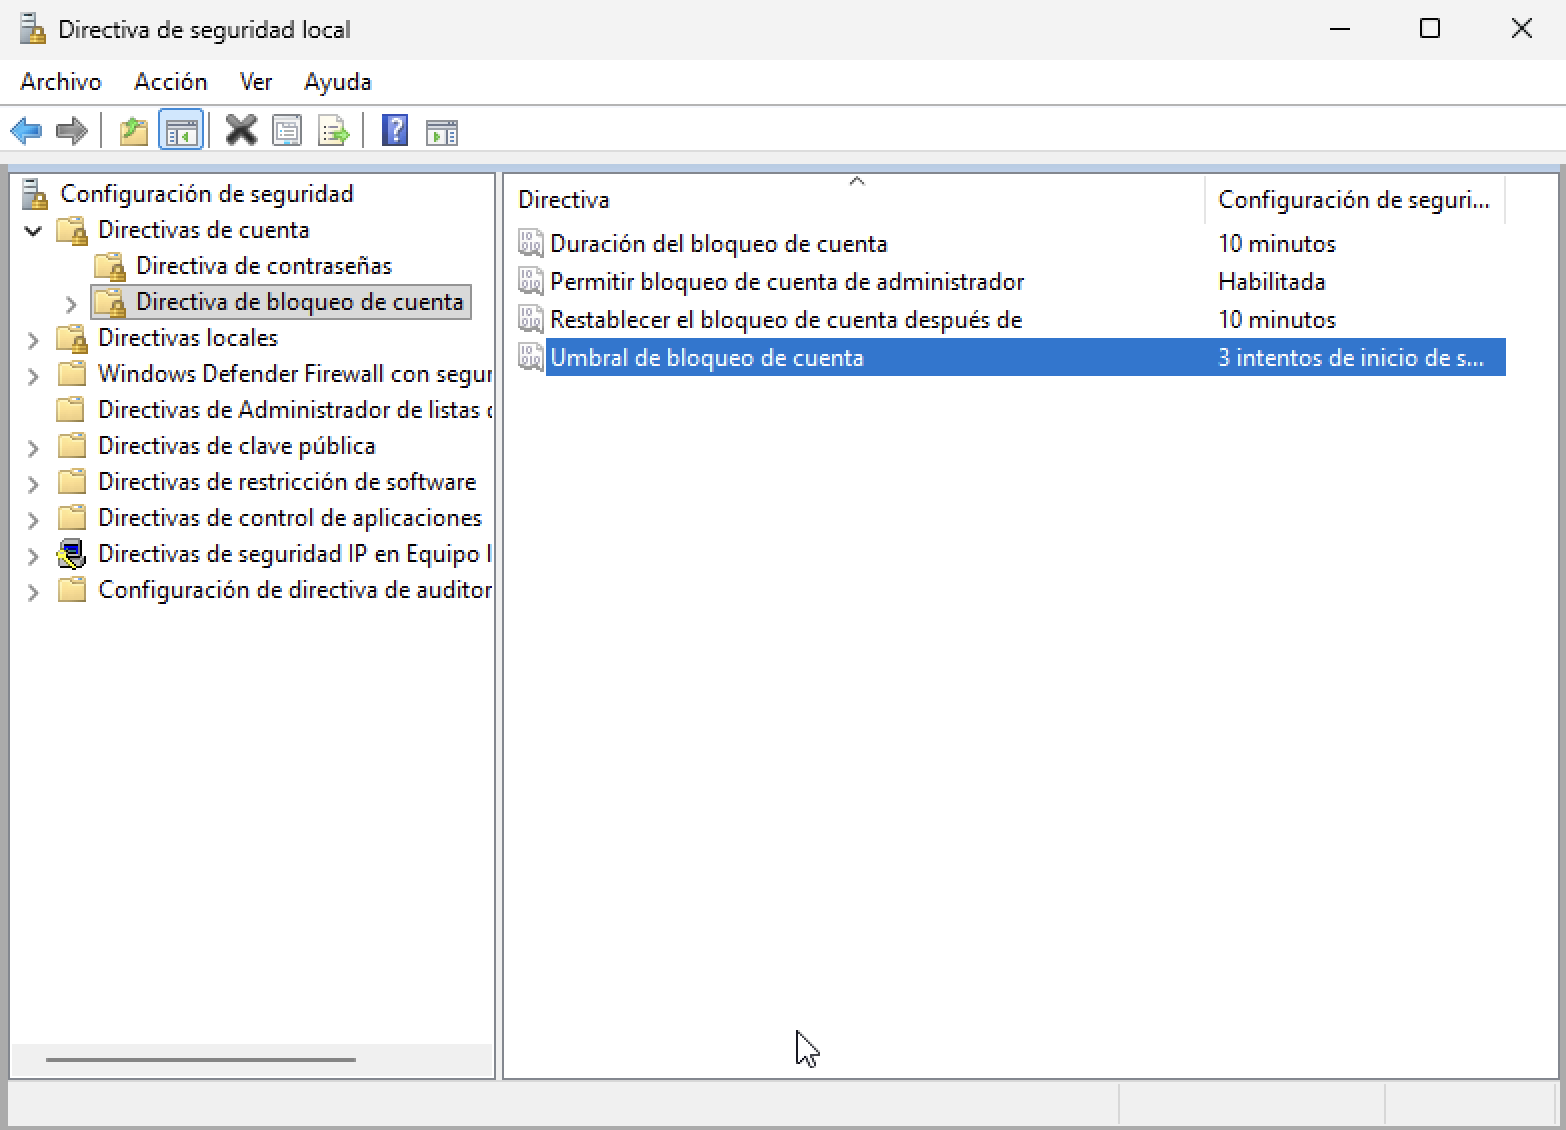 Directiva de seguridad local
Archivo Acción Ver Ayuda
Configuración de seguridad
Directivas de cuenta
Directiva de contraseñas
Directiva de bloqueo de cuenta
Directivas locales
Windows Defender Firewall con segur
Directivas de Administrador de listas
Directivas de clave pública
Directivas de restricción de software
Directivas de control de aplicaciones
Directivas de seguridad IP en Equipo l
Configuración de directiva de auditor
Directiva Configuración de seguri...
Duración del bloqueo de cuenta 10 minutos
Permitir bloqueo de cuenta de administrador Habilitada
Restablecer el bloqueo de cuenta después de 10 minutos
Umbral de bloqueo de cuenta 3 intentos de inicio de s...